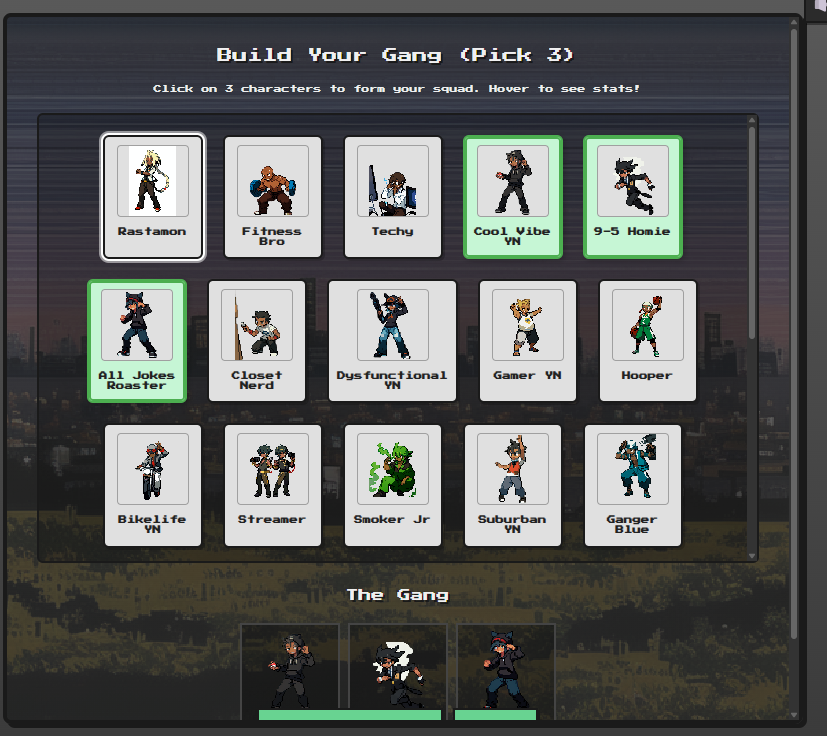 Build Your Gang (Pick 3)
Click on 3 characters to form your squad. Hover to see stats!
Rastamon
Fitness
Bro
Techy
Cool Vibe
YN
9-5 Homie
All Jokes
Roaster
Closet
Nerd
Dysfunctional
YN
Gamer YN
Hooper
Bikelife
YN
Streamer
Smoker Jr
Suburban
YN
Ganger
Blue
The Gang